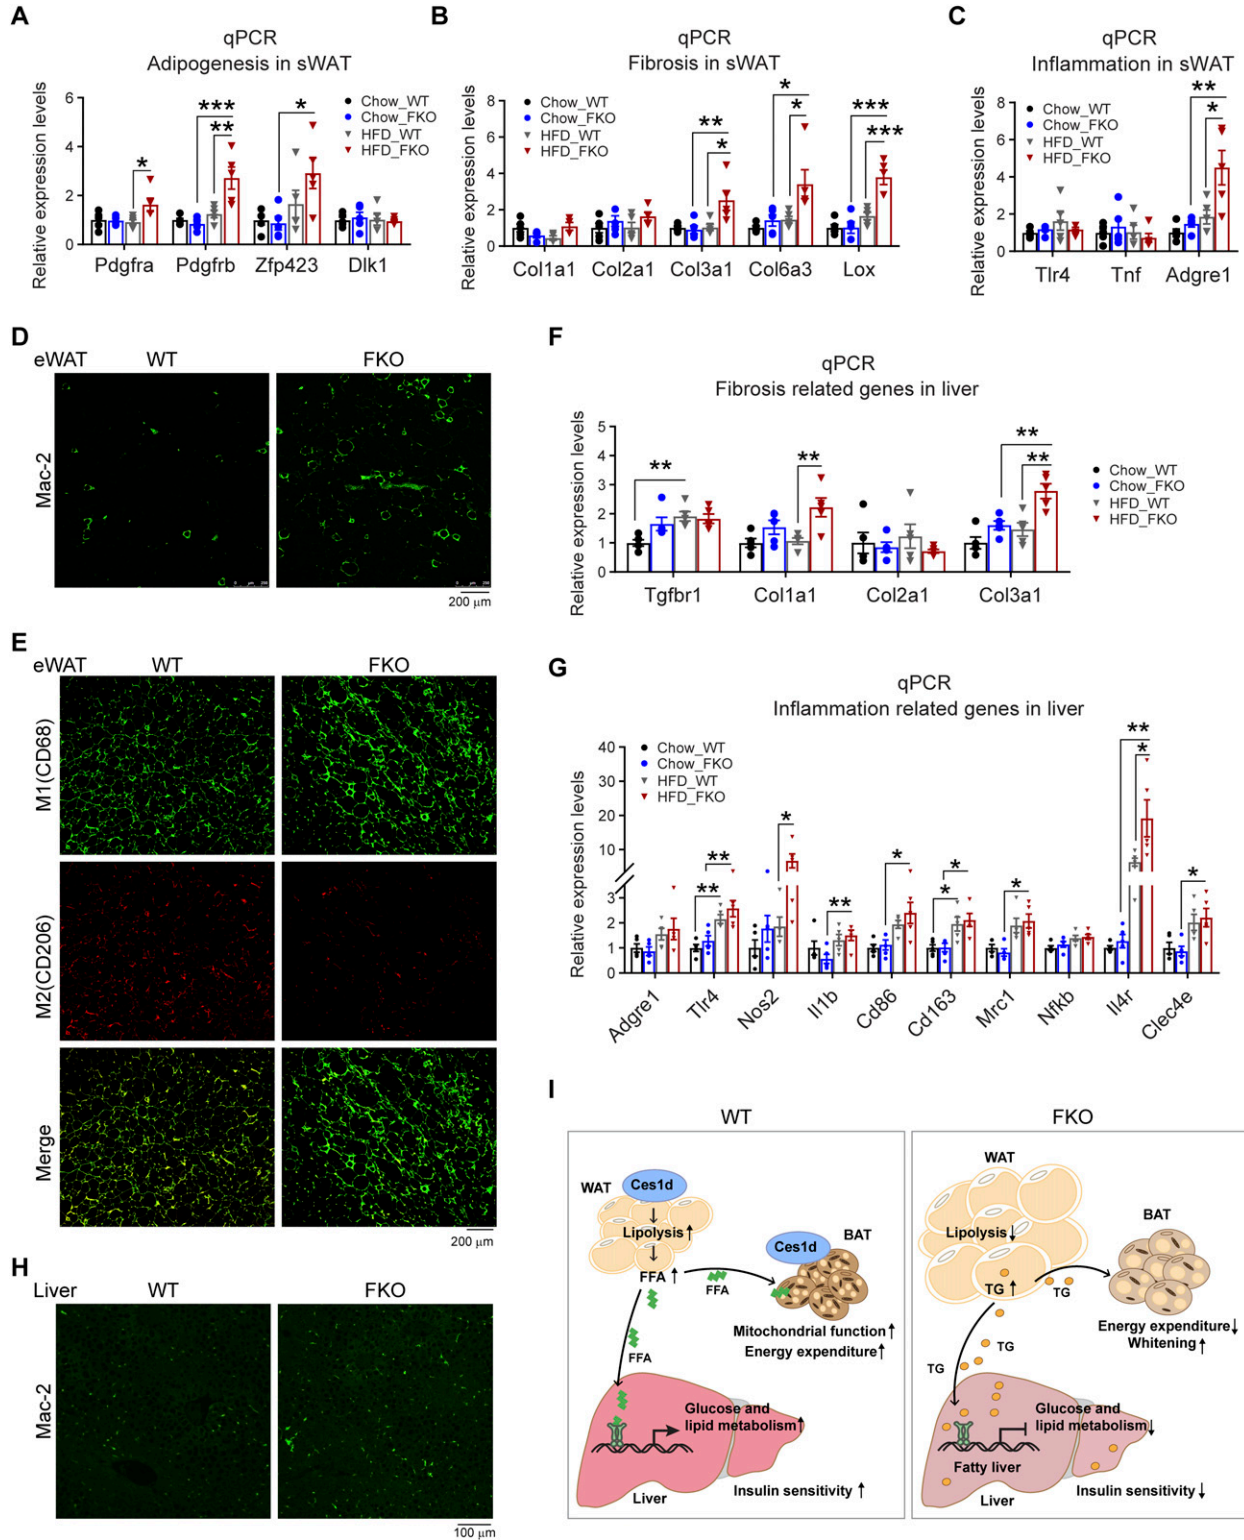 A
qPCR
Adipogenesis in sWAT
Relative expression levels
6
4
2
0
Chow_WT
Chow_FKO
HFD_WT
HFD_FKO
*
***
**
*
Pdgfra
Pdgfrb
Zfp423
Dlk1
B
qPCR
Fibrosis in sWAT
Relative expression levels
8
6
4
2
0
Chow_WT
Chow_FKO
HFD_WT
HFD_FKO
**
*
*
*
***
***
Col1a1
Col2a1
Col3a1
Col6a3
Lox
C
qPCR
Inflammation in sWAT
Relative expression levels
8
6
4
2
0
Chow_WT
Chow_FKO
HFD_WT
HFD_FKO
**
*
Tlr4
Tnf
Adgre1
D
eWAT
WT
FKO
Mac-2
200 μm
E
eWAT
WT
FKO
M1(CD68)
M2(CD206)
Merge
200 μm
F
qPCR
Fibrosis related genes in liver
Relative expression levels
5
4
3
2
1
0
**
**
**
**
Chow_WT
Chow_FKO
HFD_WT
HFD_FKO
Tgfbr1
Col1a1
Col2a1
Col3a1
G
qPCR
Inflammation related genes in liver
Relative expression levels
40
30
20
10
3
2
1
0
Chow_WT
Chow_FKO
HFD_WT
HFD_FKO
**
**
*
**
*
*
*
*
**
*
*
Adgre1
Tlr4
Nos2
Il1b
Cd86
Cd163
Mrc1
Nfkb
Il4r
Clec4e
H
Liver
WT
FKO
Mac-2
100 μm
I
WT
WAT
Ces1d
Lipolysis
FFA
FFA
FFA
Ces1d
BAT
Mitochondrial function
Energy expenditure
Glucose and
lipid metabolism
Liver
Insulin sensitivity
FKO
WAT
Lipolysis
TG
TG
TG
BAT
Energy expenditure
Whitening
Glucose and
lipid metabolism
Fatty liver
Liver
Insulin sensitivity